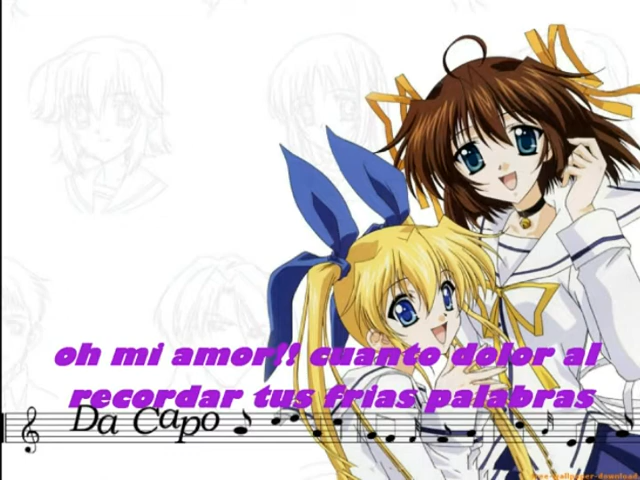 oh mi amor!! cuanto dolor al
recordar tus frias palabras
Da Capo